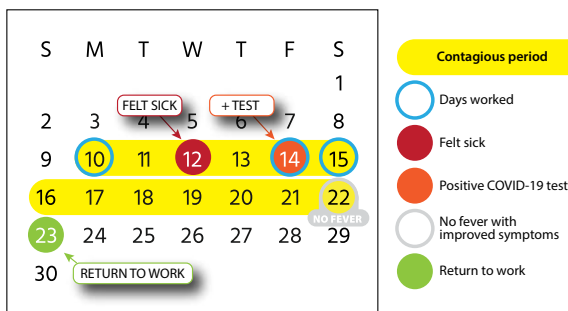 S M T W T F S
1
FELT SICK + TEST
2 3 4 5 6 7 8
9 10 11 12 13 14 15
16 17 18 19 20 21 22
NO FEVER
23 24 25 26 27 28 29
30 RETURN TO WORK
Contagious period
Days worked
Felt sick
Positive COVID-19 test
No fever with
improved symptoms
Return to work